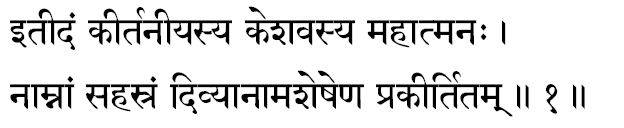 इतीदं कीर्तनीयस्य केशवस्य महात्मनः ।
नाम्नां सहस्रं दिव्यानामशेषेण प्रकीर्तितम् ॥ १ ॥